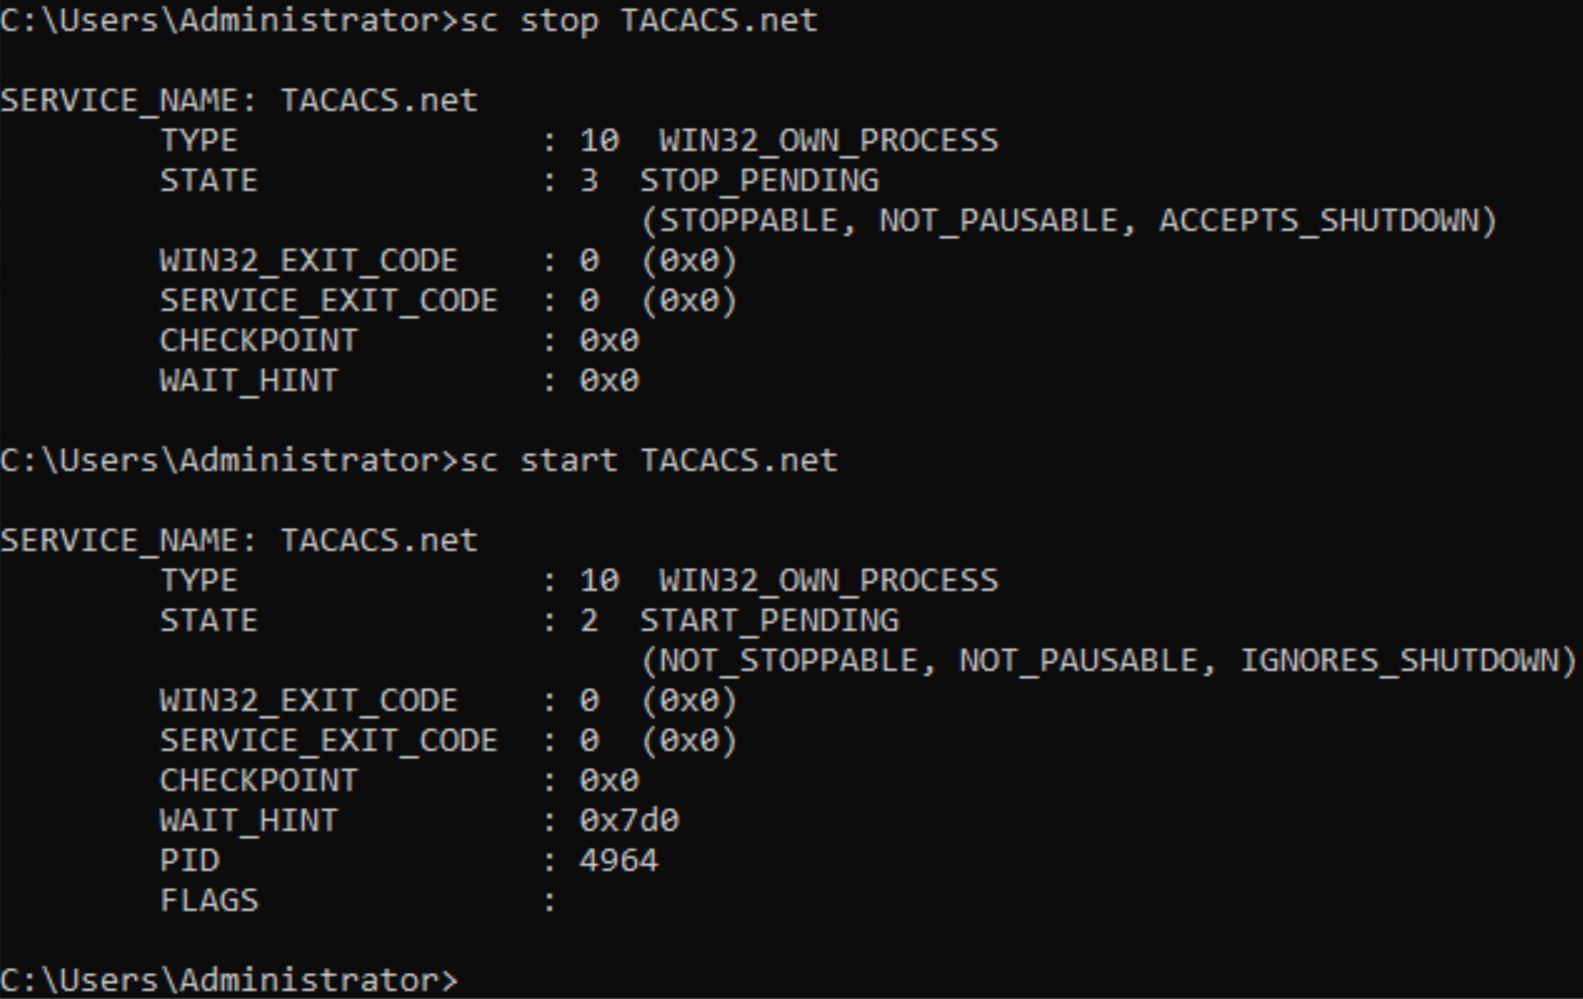 C:\Users\Administrator>sc stop TACACS.net
SERVICE_NAME: TACACS.net
TYPE : 10 WIN32_OWN_PROCESS
STATE : 3 STOP_PENDING
(STOPPABLE, NOT_PAUSABLE, ACCEPTS_SHUTDOWN)
WIN32_EXIT_CODE : 0 (0x0)
SERVICE_EXIT_CODE : 0 (0x0)
CHECKPOINT : 0x0
WAIT_HINT : 0x0
C:\Users\Administrator>sc start TACACS.net
SERVICE_NAME: TACACS.net
TYPE : 10 WIN32_OWN_PROCESS
STATE : 2 START_PENDING
(NOT_STOPPABLE, NOT_PAUSABLE, IGNORES_SHUTDOWN)
WIN32_EXIT_CODE : 0 (0x0)
SERVICE_EXIT_CODE : 0 (0x0)
CHECKPOINT : 0x0
WAIT_HINT : 0x7d0
PID : 4964
FLAGS :
C:\Users\Administrator>